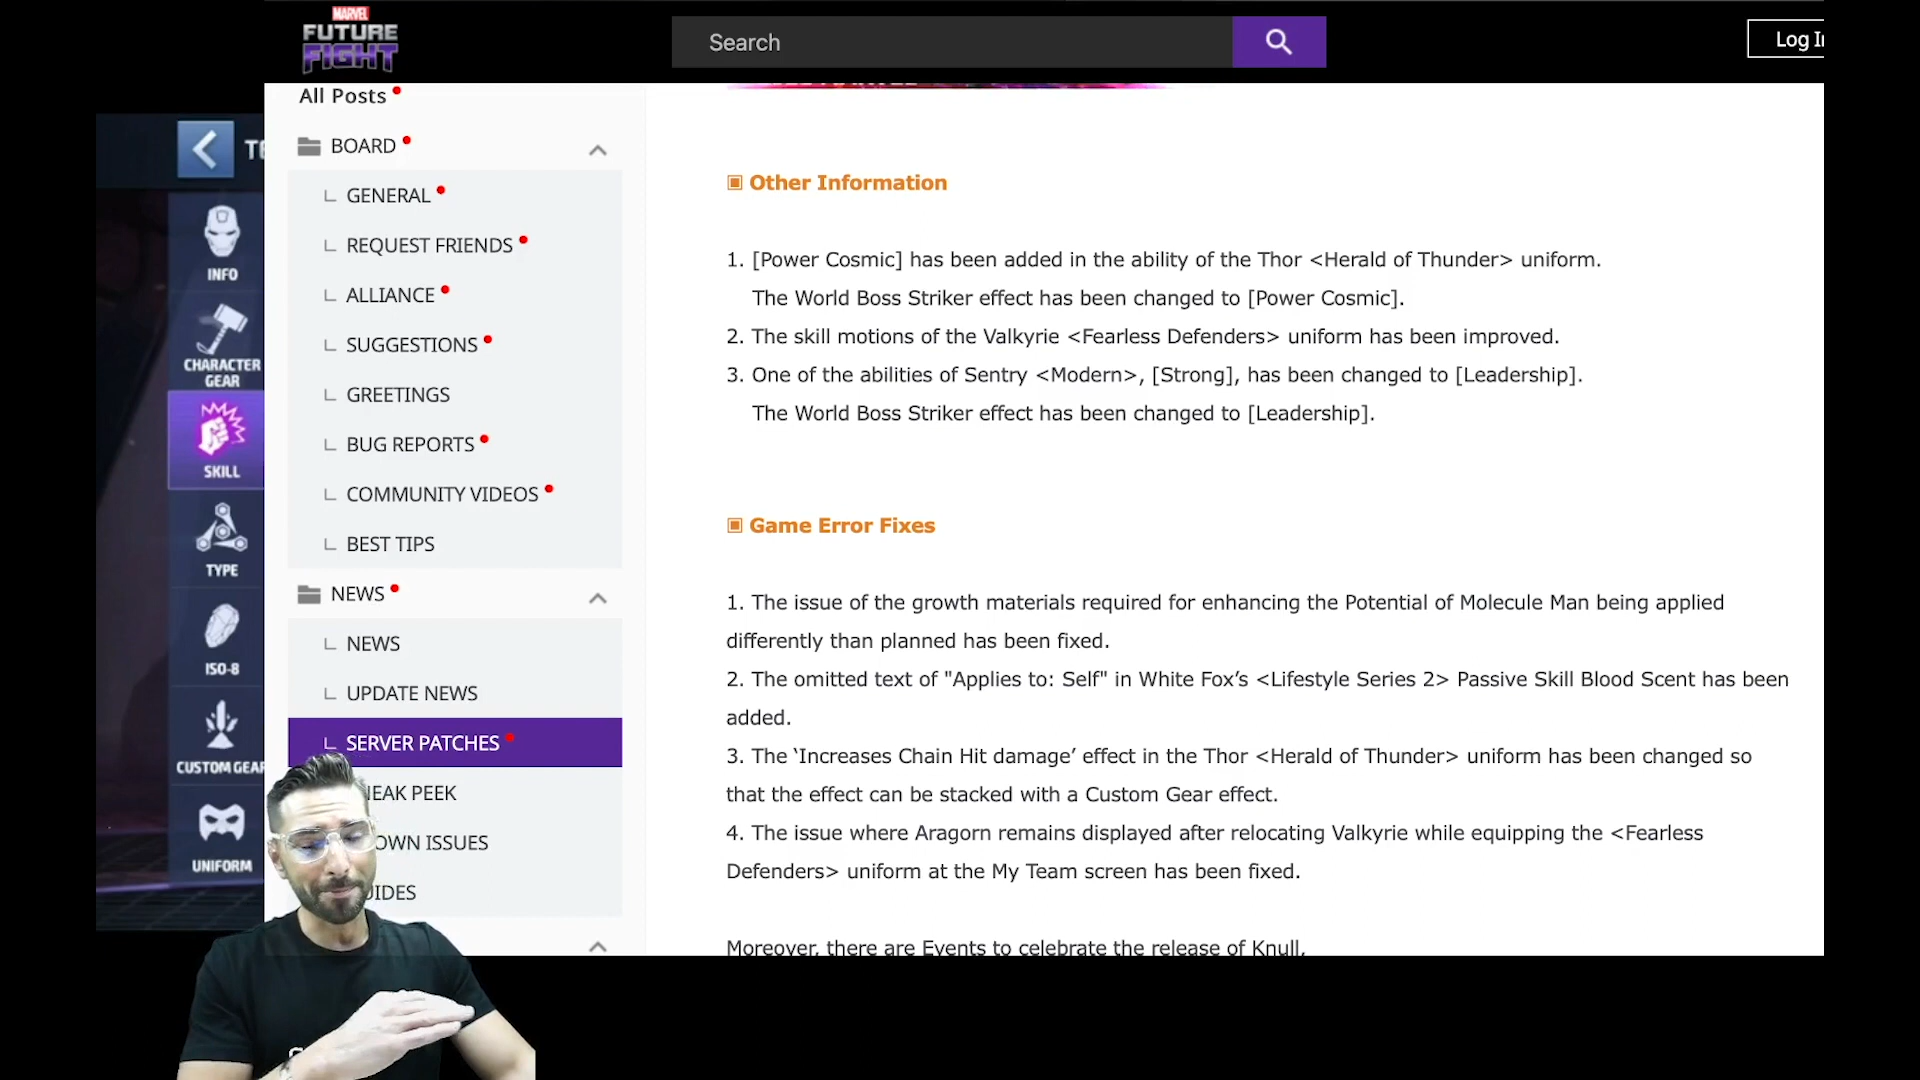 MARVEL
FUTURE
FIGHT
Search
All Posts
BOARD
GENERAL
REQUEST FRIENDS
ALLIANCE
SUGGESTIONS
GREETINGS
BUG REPORTS
COMMUNITY VIDEOS
BEST TIPS
NEWS
NEWS
UPDATE NEWS
SERVER PATCHES
INFO
CHARACTER
GEAR
SKILL
TYPE
ISO-8
CUSTOM GEAR
UNIFORM
Log
▣ Other Information
1. [Power Cosmic] has been added in the ability of the Thor <Herald of Thunder> uniform.
The World Boss Striker effect has been changed to [Power Cosmic].
2. The skill motions of the Valkyrie <Fearless Defenders> uniform has been improved.
3. One of the abilities of Sentry <Modern>, [Strong], has been changed to [Leadership].
The World Boss Striker effect has been changed to [Leadership].
▣ Game Error Fixes
1. The issue of the growth materials required for enhancing the Potential of Molecule Man being applied
differently than planned has been fixed.
2. The omitted text of "Applies to: Self" in White Fox’s <Lifestyle Series 2> Passive Skill Blood Scent has been
added.
3. The ‘Increases Chain Hit damage’ effect in the Thor <Herald of Thunder> uniform has been changed so
that the effect can be stacked with a Custom Gear effect.
4. The issue where Aragorn remains displayed after relocating Valkyrie while equipping the <Fearless
Defenders> uniform at the My Team screen has been fixed.
Moreover, there are Events to celebrate the release of Knull,
PEEK
ISSUES